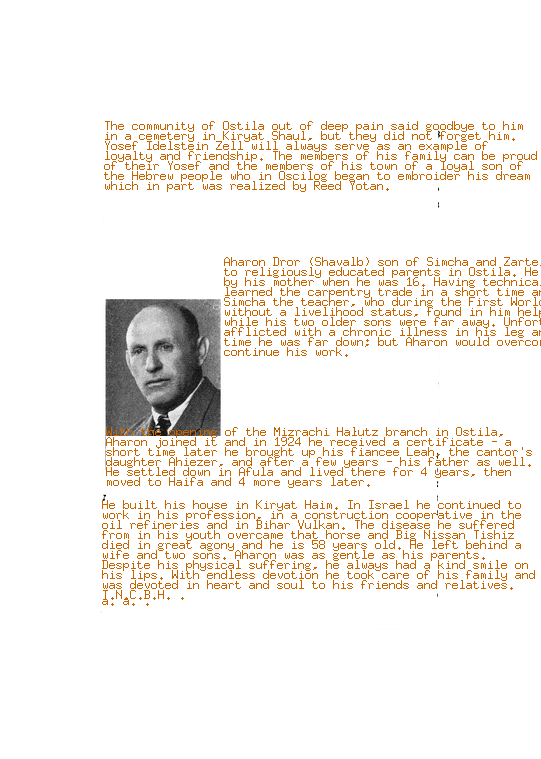 The community of Ostila out of deep pain said goodbye to him
in a cemetery in Kiryat Shaul, but they did not forget him.
Yosef Idelstein Zell will always serve as an example of
loyalty and friendship. The members of his family can be proud
of their Yosef and the members of his town of a loyal son of
the Hebrew people who in Oscilog began to embroider his dream
which in part was realized by Reed Yotan.
Aharon Dror (Shavalb) son of Simcha and Zarte
to religiously educated parents in Ostila. He
by his mother when he was 16. Having technica
learned the carpentry trade in a short time an
Simcha the teacher, who during the First World
without a livelihood status, found in him help
while his two older sons were far away. Unfort
afflicted with a chronic illness in his leg an
time he was far down; but Aharon would overcom
continue his work.
With the opening of the Mizrachi Halutz branch in Ostila,
Aharon joined it and in 1924 he received a certificate - a
short time later he brought up his fiancee Leah, the cantor's
daughter Ahiezer, and after a few years - his father as well.
He settled down in Afula and lived there for 4 years, then
moved to Haifa and 4 more years later.
He built his house in Kiryat Haim. In Israel he continued to
work in his profession, in a construction cooperative in the
oil refineries and in Bihar Vulkan. The disease he suffered
from in his youth overcame that horse and Big Nissan Tishiz
died in great agony and he is 58 years old. He left behind a
wife and two sons. Aharon was as gentle as his parents.
Despite his physical suffering, he always had a kind smile on
his lips. With endless devotion he took care of his family and
was devoted in heart and soul to his friends and relatives.
T.N.C.B.H. .
a. a. .